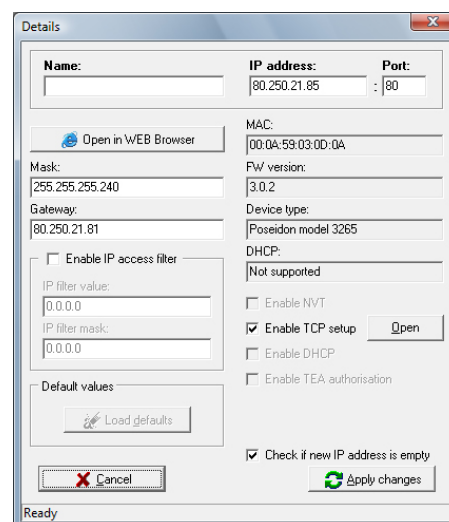 Details
Name:
IP address:
Port:
80.250.21.85
:
80
Open in WEB Browser
Mask:
255.255.255.240
Gateway:
80.250.21.81
Enable IP access filter
IP filter value:
0.0.0.0
IP filter mask:
0.0.0.0
Default values
Load defaults
Cancel
MAC:
00:0A:59:03:0D:0A
FW version:
3.0.2
Device type:
Poseidon model 3265
DHCP:
Not supported
Enable NVT
Enable TCP setup
Open
Enable DHCP
Enable TEA authorisation
Check if new IP address is empty
Apply changes
Ready